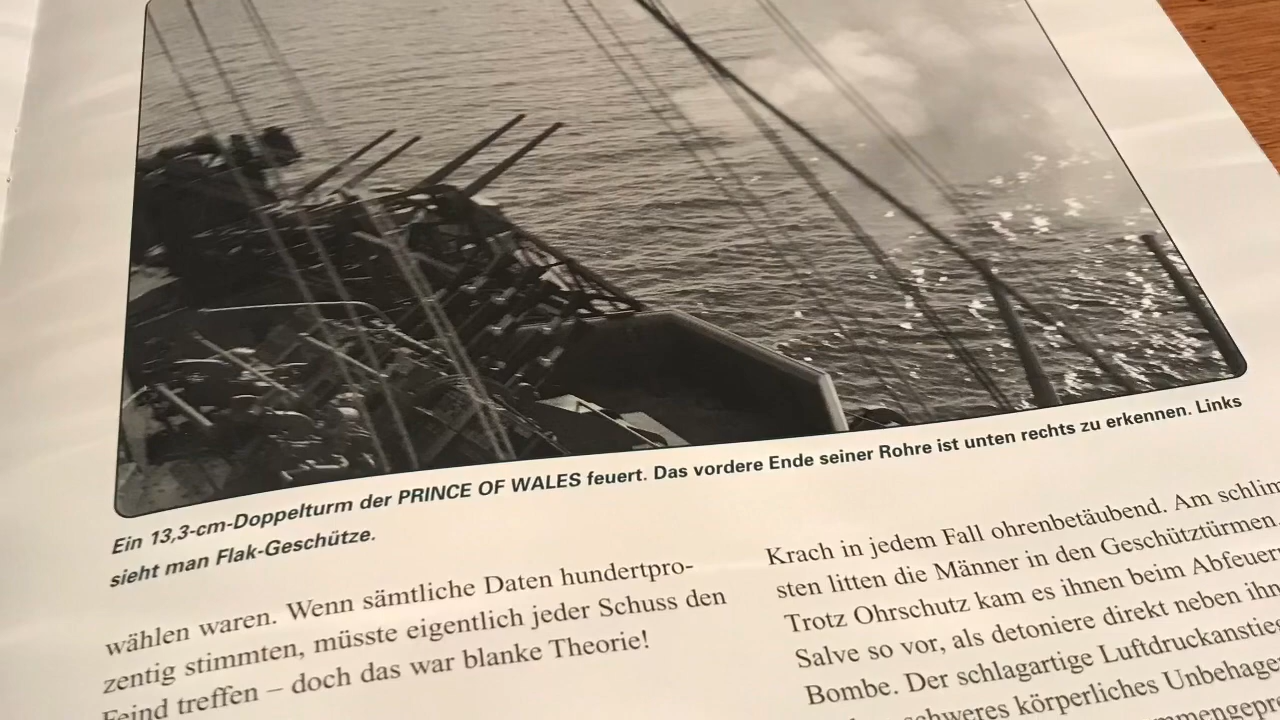 Ein 13,3-cm-Doppelturm der PRINCE OF WALES feuert. Das vordere Ende seiner Rohre ist unten rechts zu erkennen. Links
sieht man Flak-Geschütze.
wählen waren. Wenn sämtliche Daten hundertpro-
zentig stimmten, müsste eigentlich jeder Schuss den
Feind treffen – doch das war blanke Theorie!
Krach in jedem Fall ohrenbetäubend. Am schlim
sten litten die Männer in den Geschütztürmen.
Trotz Ohrschutz kam es ihnen beim Abfeuer
Salve so vor, als detoniere direkt neben ihn
Bombe. Der schlagartige Luftdruckanstieg
schweres körperliches Unbehage
mmengepre